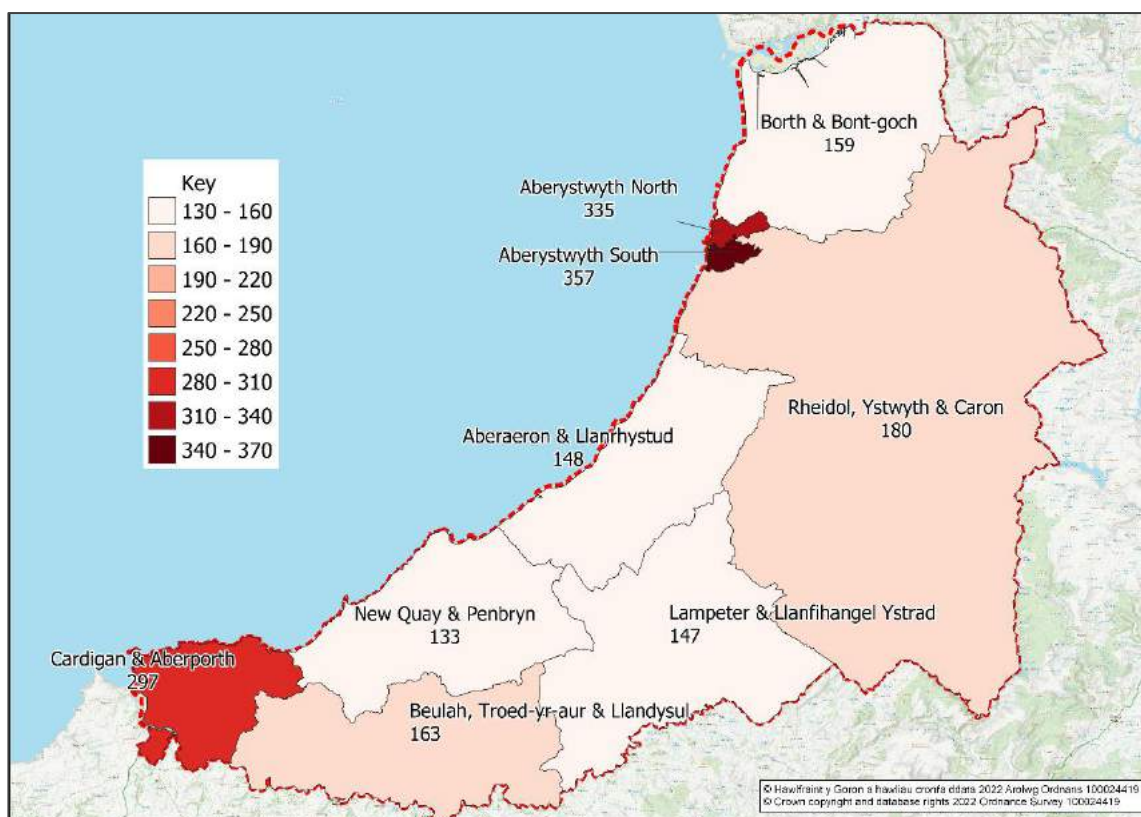 Key
130 - 160
160 - 190
190 - 220
220 - 250
250 - 280
280 - 310
310 - 340
340 - 370
Borth & Bont-goch
159
Aberystwyth North
335
Aberystwyth South
357
Rheidol, Ystwyth & Caron
180
Aberaeron & Llanrhystud
148
New Quay & Penbryn
133
Lampeter & Llanfihangel Ystrad
147
Cardigan & Aberporth
297
Beulah, Troed-yr-aur & Llandysul
163
© Hawlfraint y Goron a hawliau cronfa ddata 2022 Arolwg Ordnans 100024419
© Crown copyright and database rights 2022 Ordnance Survey 100024419